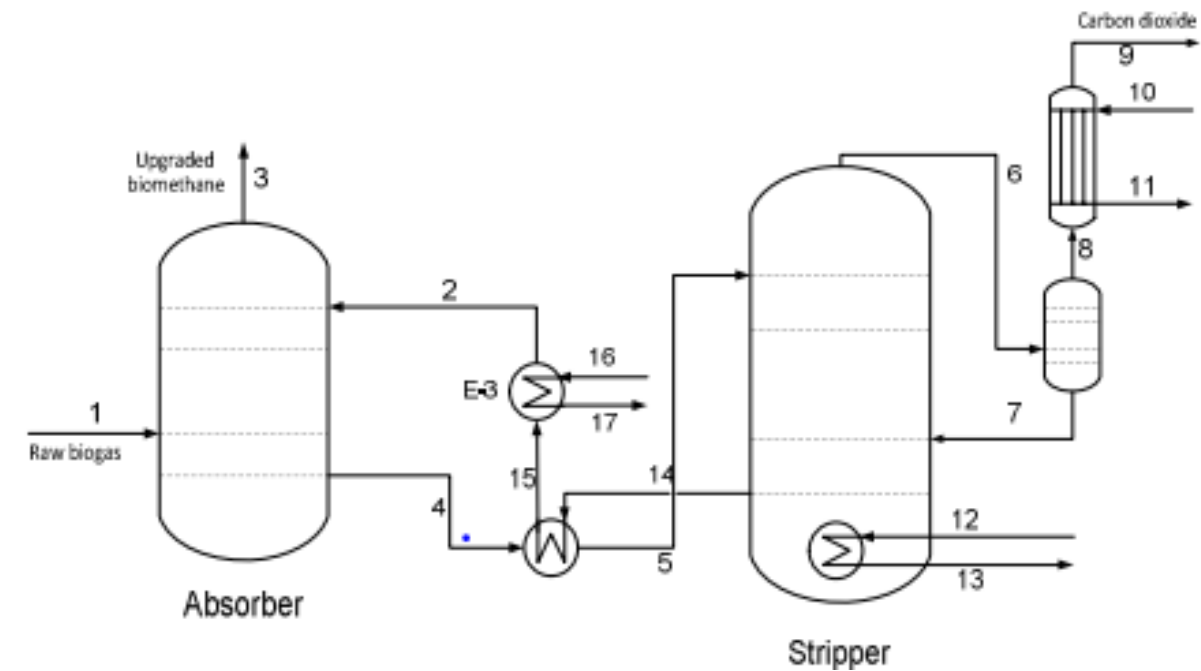 Carbon dioxide
9
10
Upgraded
biomethane
3
6
11
8
2
16
E-3
1
17
7
Raw biogas
15
14
4
12
5
13
Absorber
Stripper